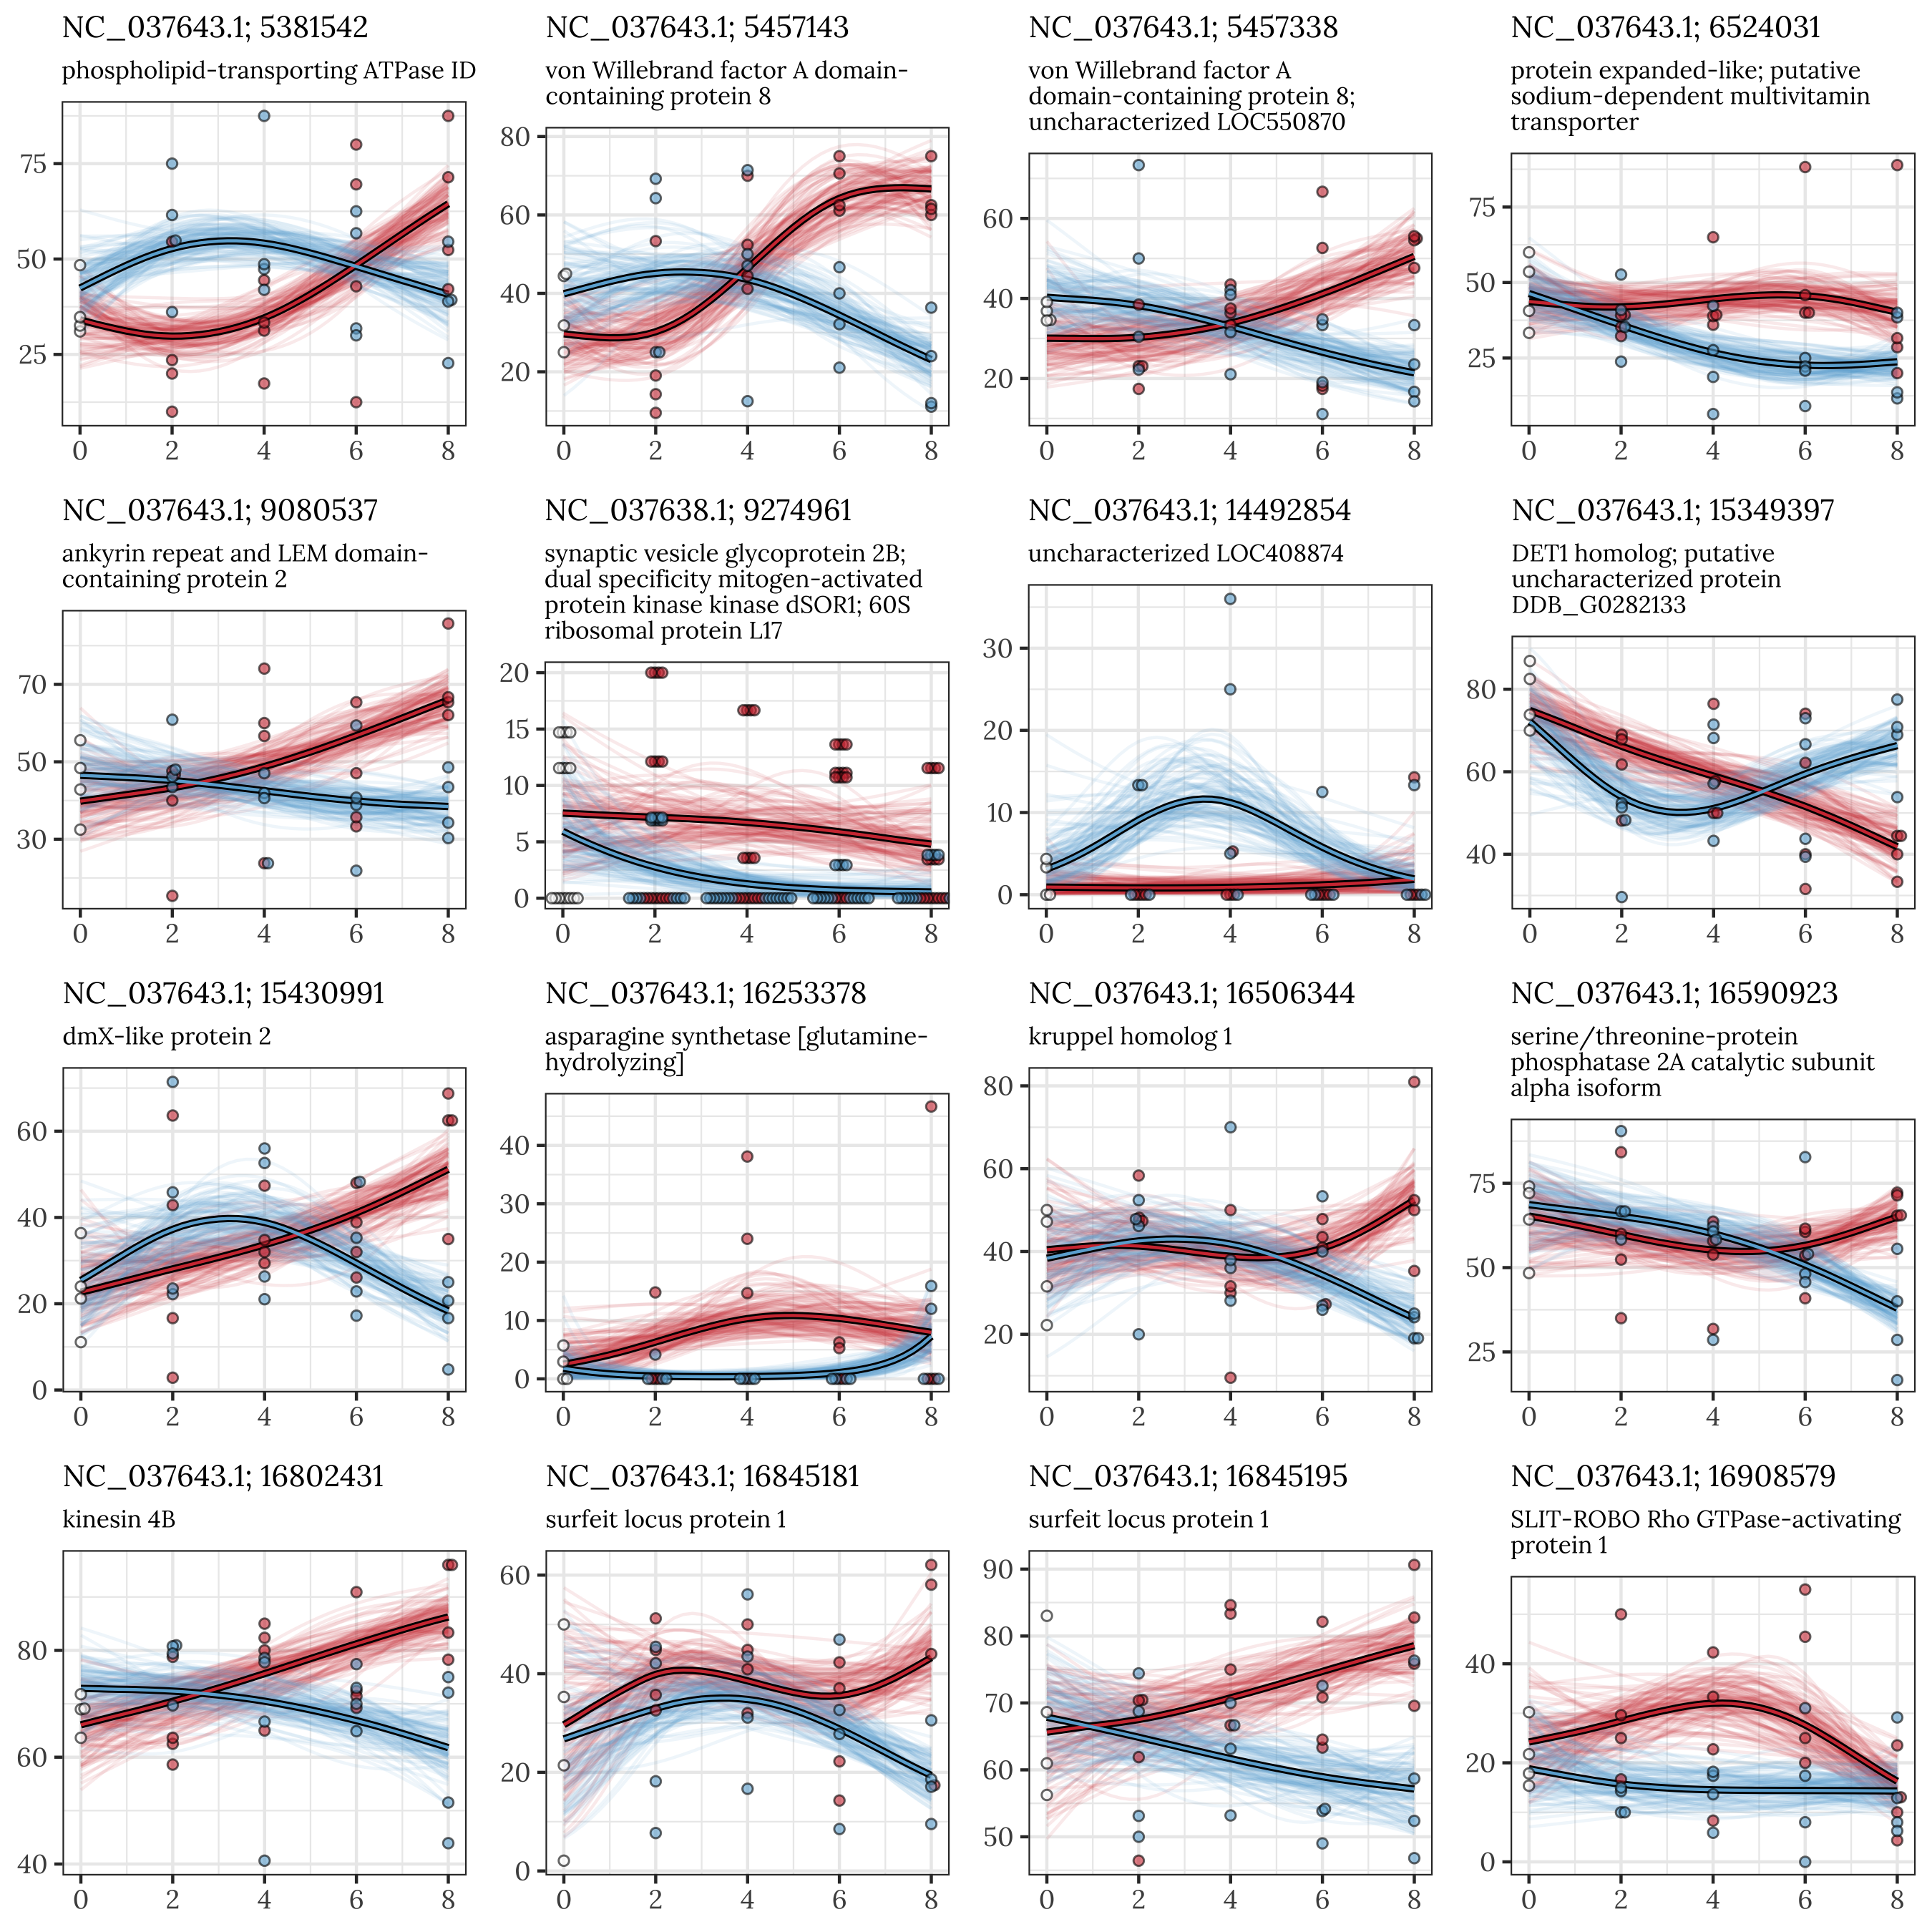 NC_037643.1; 5381542
phospholipid-transporting ATPase ID
75
50
25
0 2 4 6 8
NC_037643.1; 5457143
von Willebrand factor A domain-
containing protein 8
80
60
40
20
0 2 4 6 8
NC_037643.1; 5457338
von Willebrand factor A
domain-containing protein 8;
uncharacterized LOC550870
60
40
20
0 2 4 6 8
NC_037643.1; 6524031
protein expanded-like; putative
sodium-dependent multivitamin
transporter
75
50
25
0 2 4 6 8
NC_037643.1; 9080537
ankyrin repeat and LEM domain-
containing protein 2
70
50
30
0 2 4 6 8
NC_037638.1; 9274961
synaptic vesicle glycoprotein 2B;
dual specificity mitogen-activated
protein kinase kinase dSOR1; 60S
ribosomal protein L17
20
15
10
5
0
0 2 4 6 8
NC_037643.1; 14492854
uncharacterized LOC408874
30
20
10
0
0 2 4 6 8
NC_037643.1; 15349397
DET1 homolog; putative
uncharacterized protein
DDB_G0282133
80
60
40
0 2 4 6 8
NC_037643.1; 15430991
dmX-like protein 2
60
40
20
0
0 2 4 6 8
NC_037643.1; 16253378
asparagine synthetase [glutamine-
hydrolyzing]
40
30
20
10
0
0 2 4 6 8
NC_037643.1; 16506344
kruppel homolog 1
80
60
40
20
0 2 4 6 8
NC_037643.1; 16590923
serine/threonine-protein
phosphatase 2A catalytic subunit
alpha isoform
75
50
25
0 2 4 6 8
NC_037643.1; 16802431
kinesin 4B
80
60
40
0 2 4 6 8
NC_037643.1; 16845181
surfeit locus protein 1
60
40
20
0
0 2 4 6 8
NC_037643.1; 16845195
surfeit locus protein 1
90
80
70
60
50
0 2 4 6 8
NC_037643.1; 16908579
SLIT-ROBO Rho GTPase-activating
protein 1
40
20
0
0 2 4 6 8